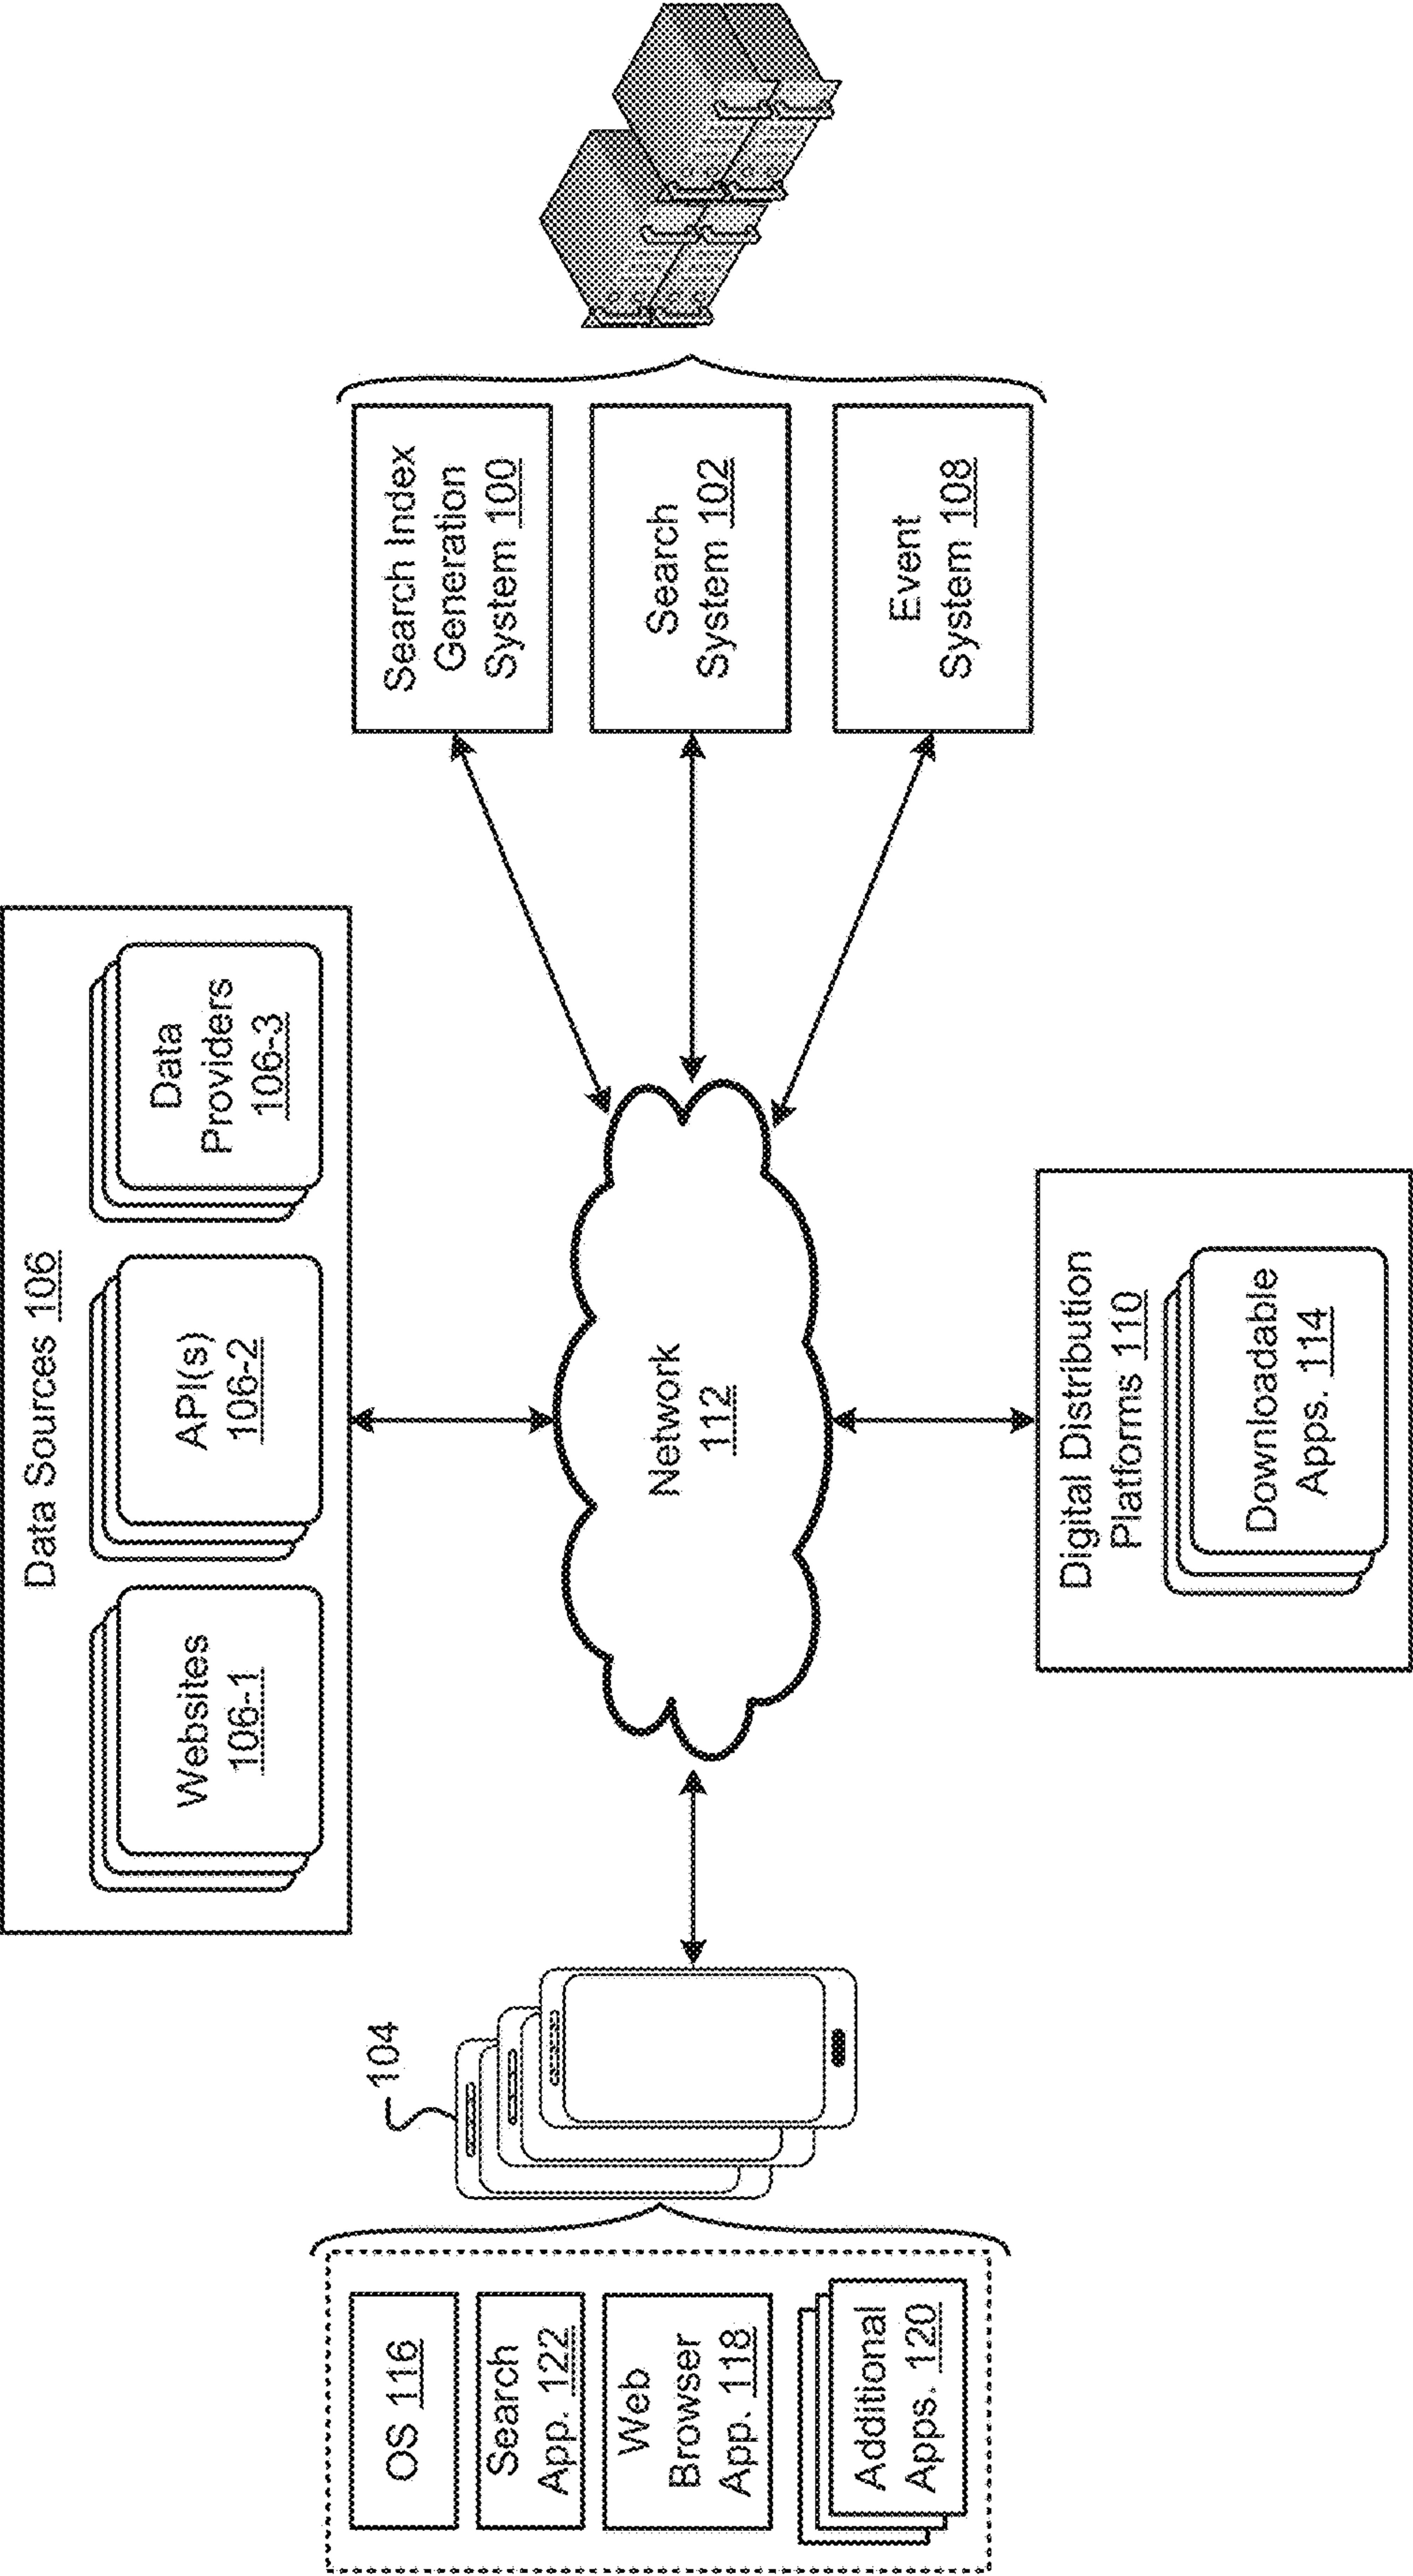 Data Sources 106
Websites
106-1
API(s)
106-2
Data
Providers
106-3
104
OS 116
Search
App. 122
Web
Browser
App. 118
Additional
Apps. 120
Network
112
Search Index
Generation
System 100
Search
System 102
Event
System 108
Digital Distribution
Platforms 110
Downloadable
Apps. 114